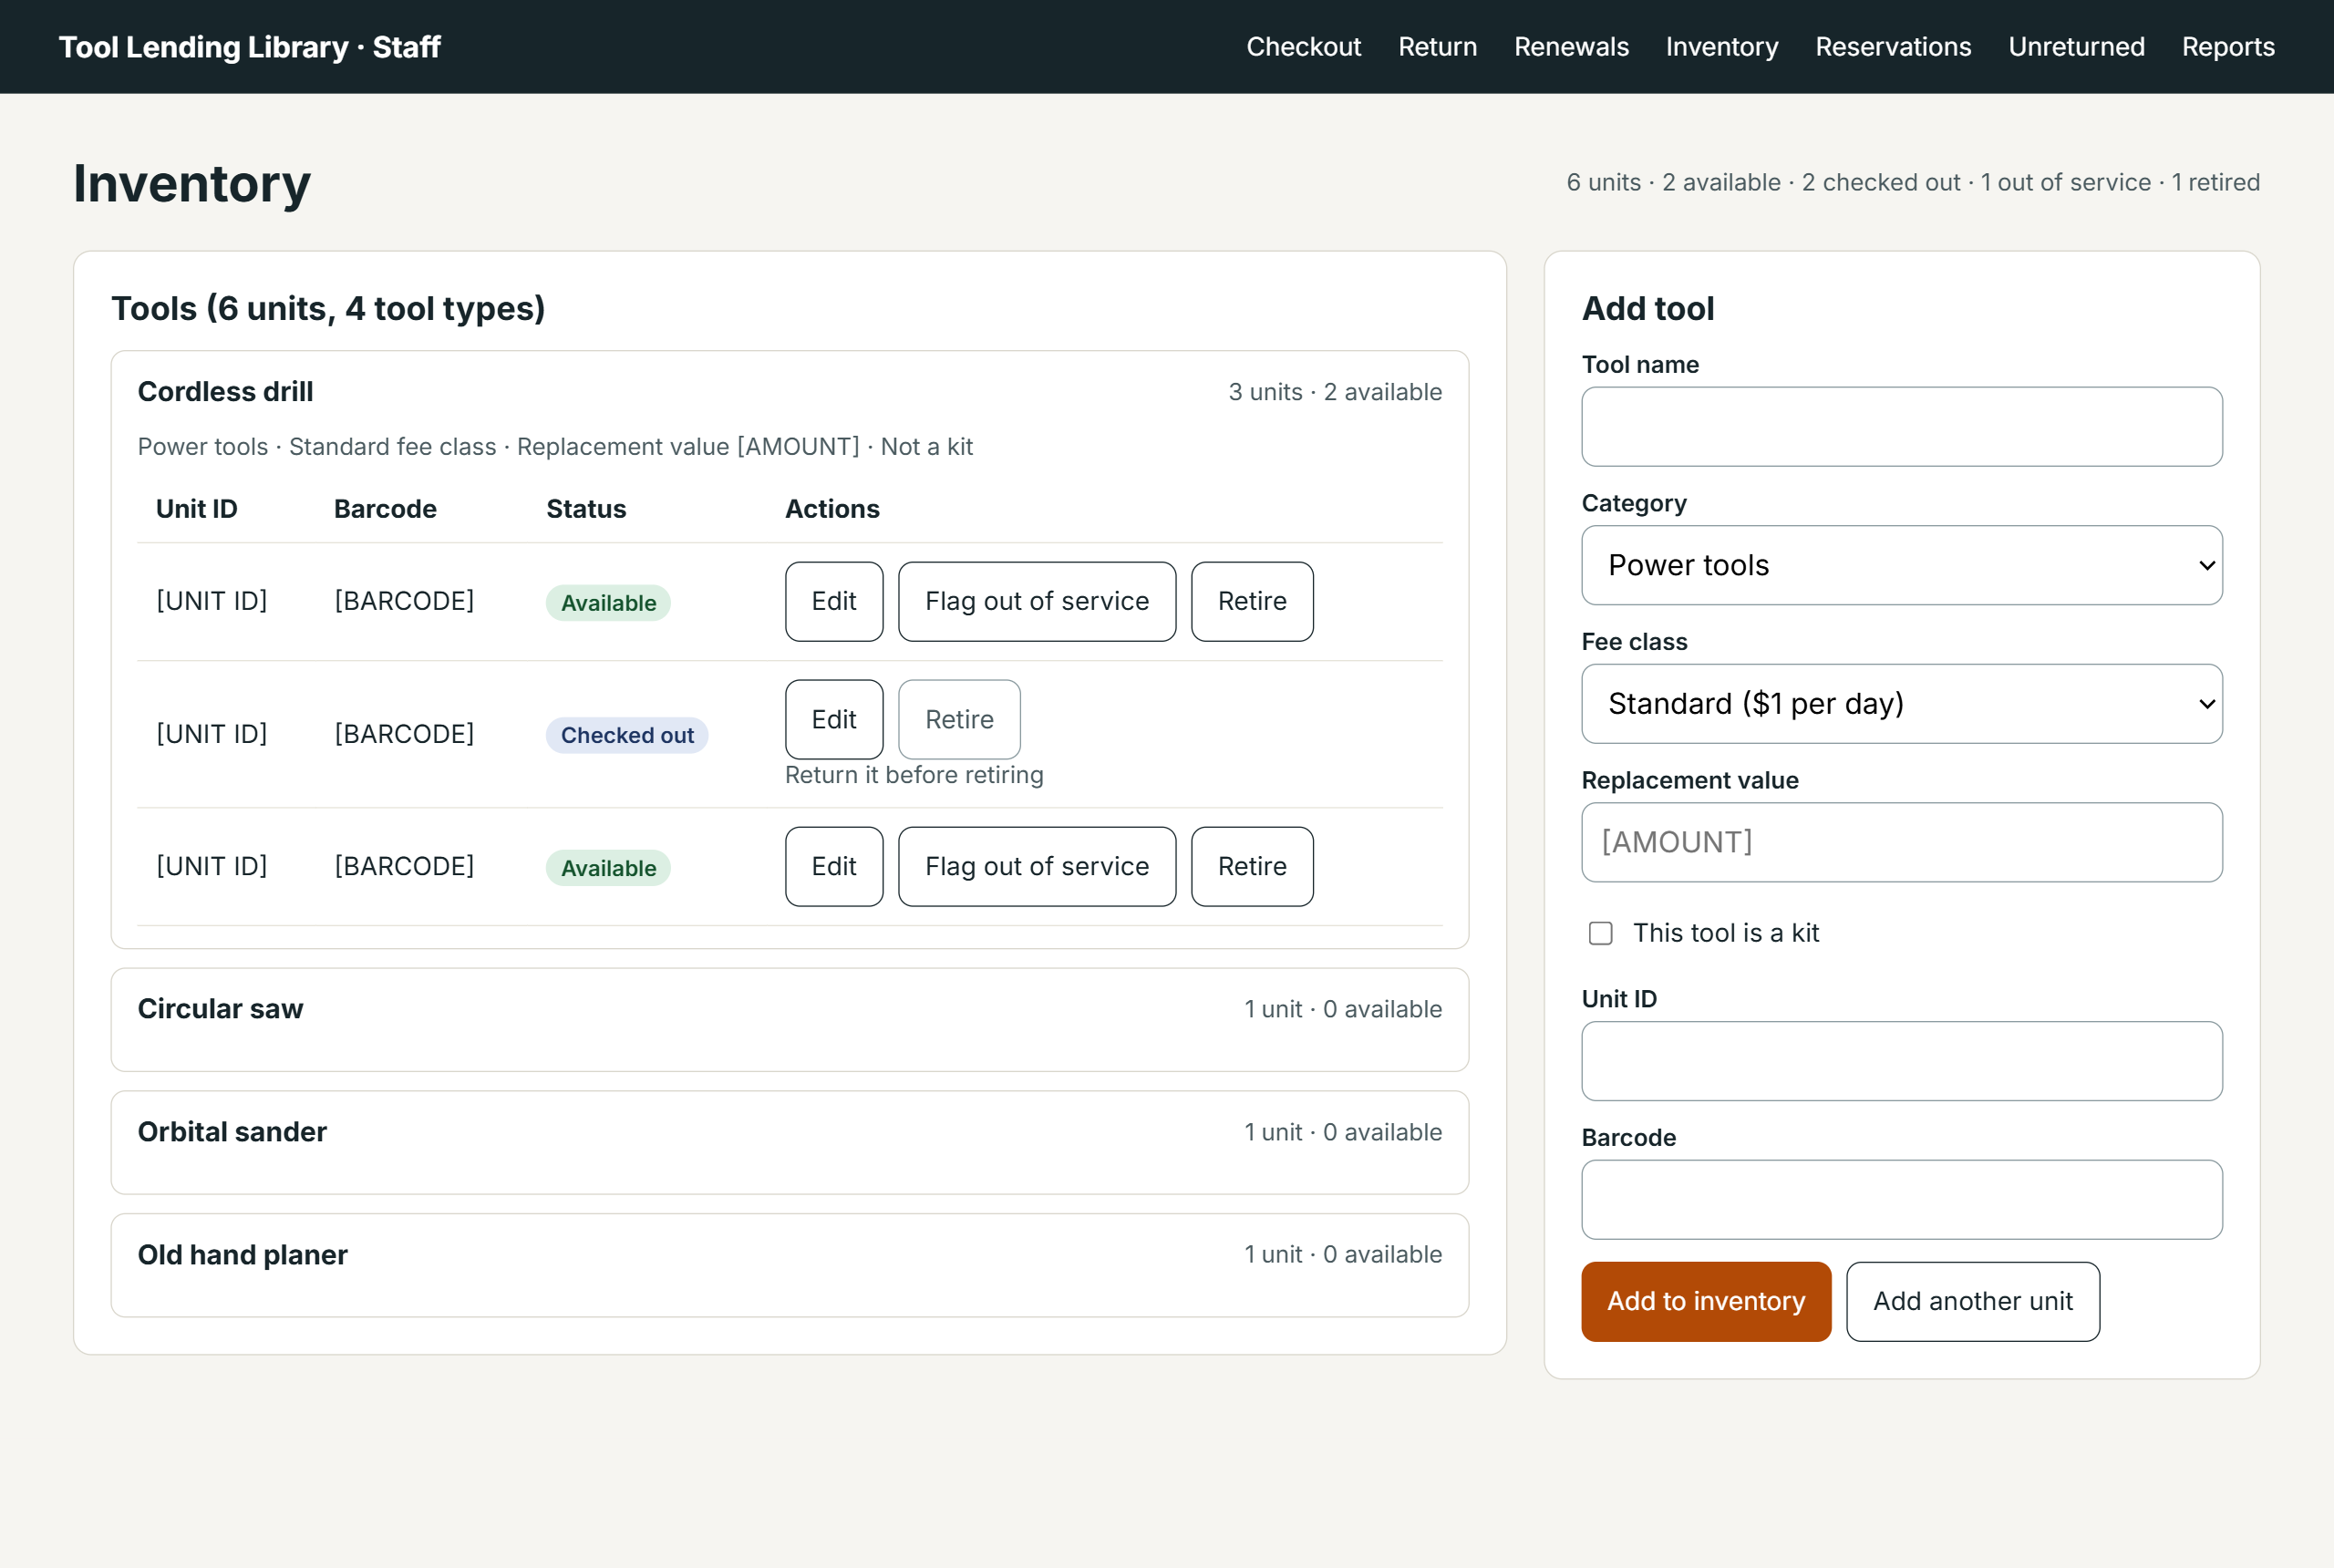 Tool Lending Library · Staff
Checkout Return Renewals Inventory Reservations Unreturned Reports
Inventory
6 units · 2 available · 2 checked out · 1 out of service · 1 retired
Tools (6 units, 4 tool types)
Cordless drill
3 units · 2 available
Power tools · Standard fee class · Replacement value [AMOUNT] · Not a kit
Unit ID Barcode Status Actions
[UNIT ID] [BARCODE] Available Edit Flag out of service Retire
[UNIT ID] [BARCODE] Checked out Edit Retire
Return it before retiring
[UNIT ID] [BARCODE] Available Edit Flag out of service Retire
Circular saw
1 unit · 0 available
Orbital sander
1 unit · 0 available
Old hand planer
1 unit · 0 available
Add tool
Tool name
Category
Power tools
Fee class
Standard ($1 per day)
Replacement value
[AMOUNT]
This tool is a kit
Unit ID
Barcode
Add to inventory Add another unit